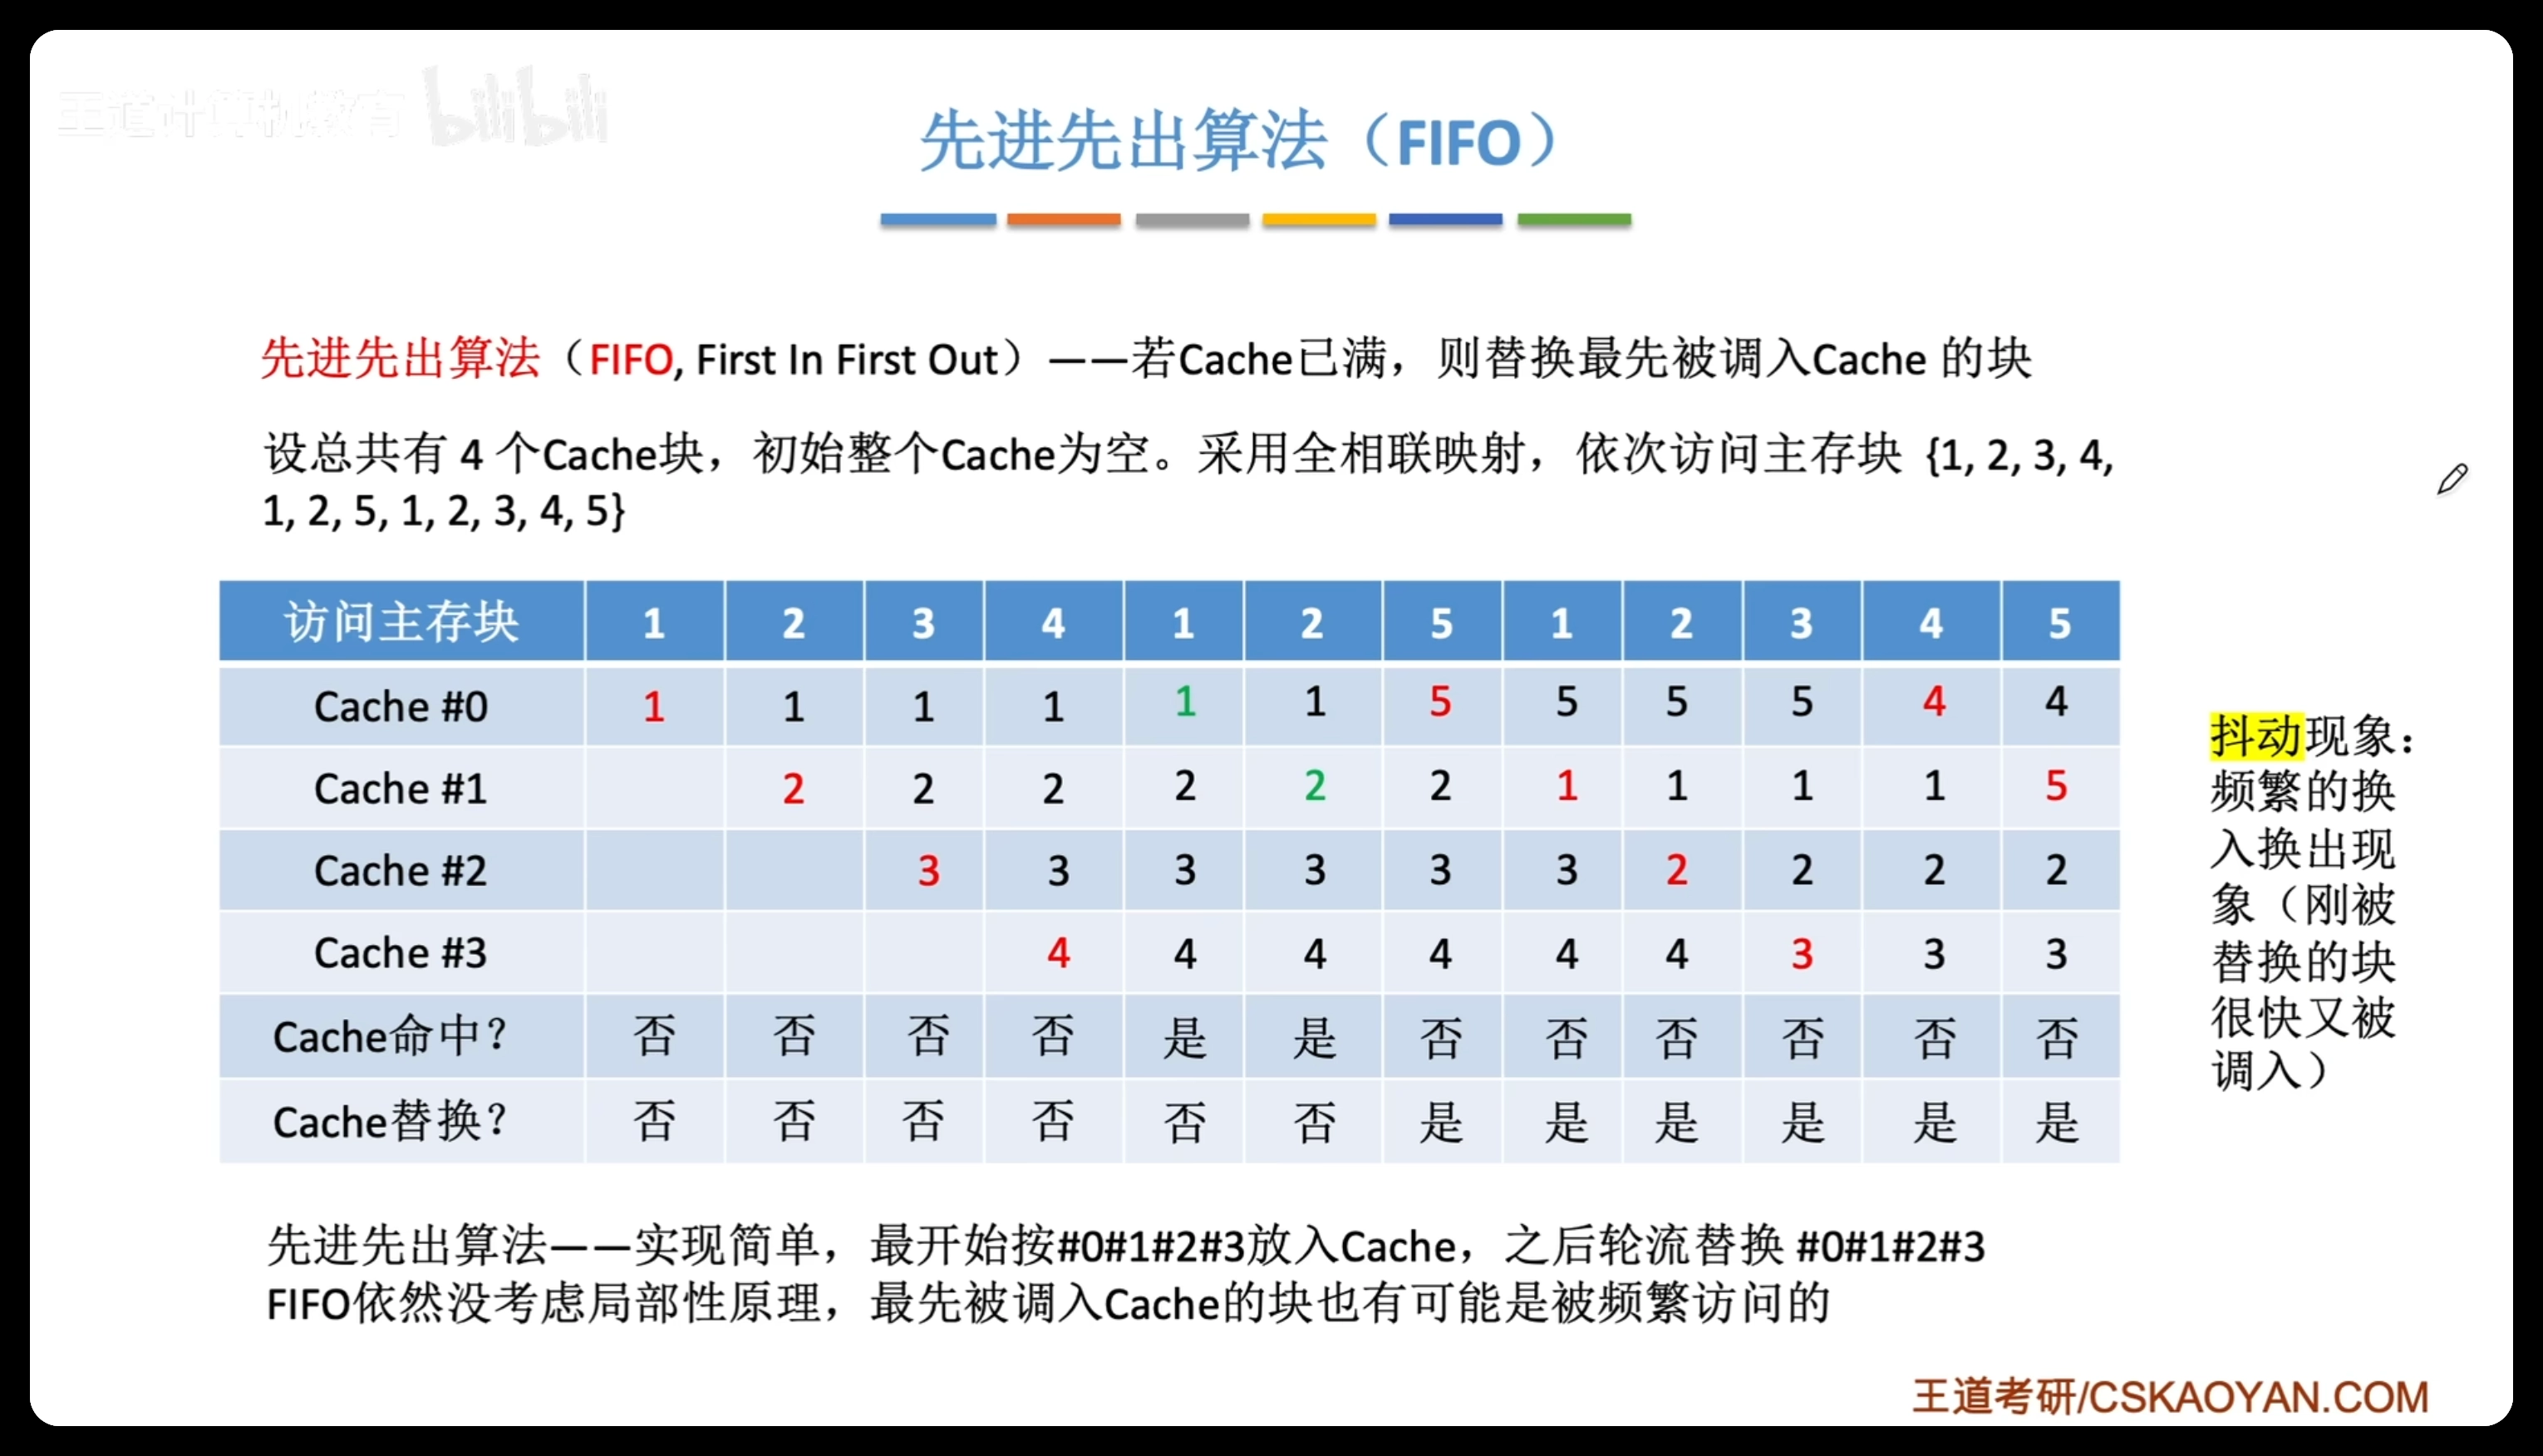 王道计算机教育 bilibili
先进先出算法（FIFO）
先进先出算法（FIFO, First In First Out）——若Cache已满，则替换最先被调入Cache 的块
设总共有 4 个Cache块，初始整个Cache为空。采用全相联映射，依次访问主存块 {1, 2, 3, 4,
1, 2, 5, 1, 2, 3, 4, 5}
访问主存块 1 2 3 4 1 2 5 1 2 3 4 5
Cache #0 1 1 1 1 1 1 5 5 5 5 4 4
Cache #1 2 2 2 2 2 2 1 1 1 1 5
Cache #2 3 3 3 3 3 3 2 2 2 2
Cache #3 4 4 4 4 4 4 3 3 3
Cache命中？ 否 否 否 否 是 是 否 否 否 否 否 否
Cache替换？ 否 否 否 否 否 否 是 是 是 是 是 是
抖动现象：
频繁的换
入换出现
象（刚被
替换的块
很快又被
调入）
先进先出算法——实现简单，最开始按#0#1#2#3放入Cache，之后轮流替换 #0#1#2#3
FIFO依然没考虑局部性原理，最先被调入Cache的块也有可能是被频繁访问的
王道考研/CSKAOYAN.COM